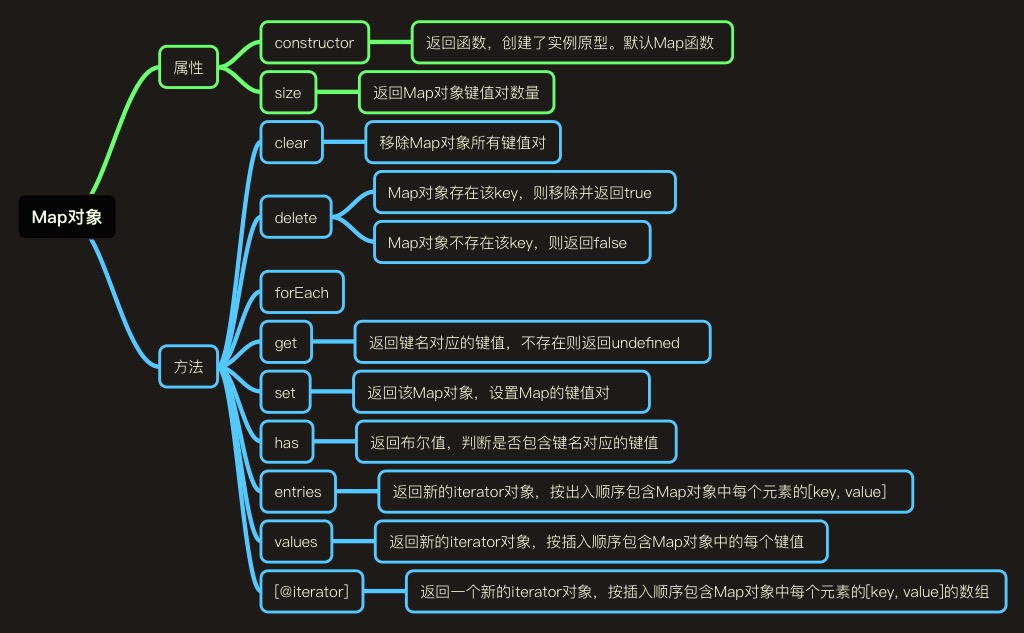 Map对象
属性
constructor
返回函数，创建了实例原型。默认Map函数
size
返回Map对象键值对数量
方法
clear
移除Map对象所有键值对
delete
Map对象存在该key，则移除并返回true
Map对象不存在该key，则返回false
forEach
get
返回键名对应的键值，不存在则返回undefined
set
返回该Map对象，设置Map的键值对
has
返回布尔值，判断是否包含键名对应的键值
entries
返回新的iterator对象，按出入顺序包含Map对象中每个元素的[key, value]
values
返回新的iterator对象，按插入顺序包含Map对象中的每个键值
[@iterator]
返回一个新的iterator对象，按插入顺序包含Map对象中每个元素的[key, value]的数组